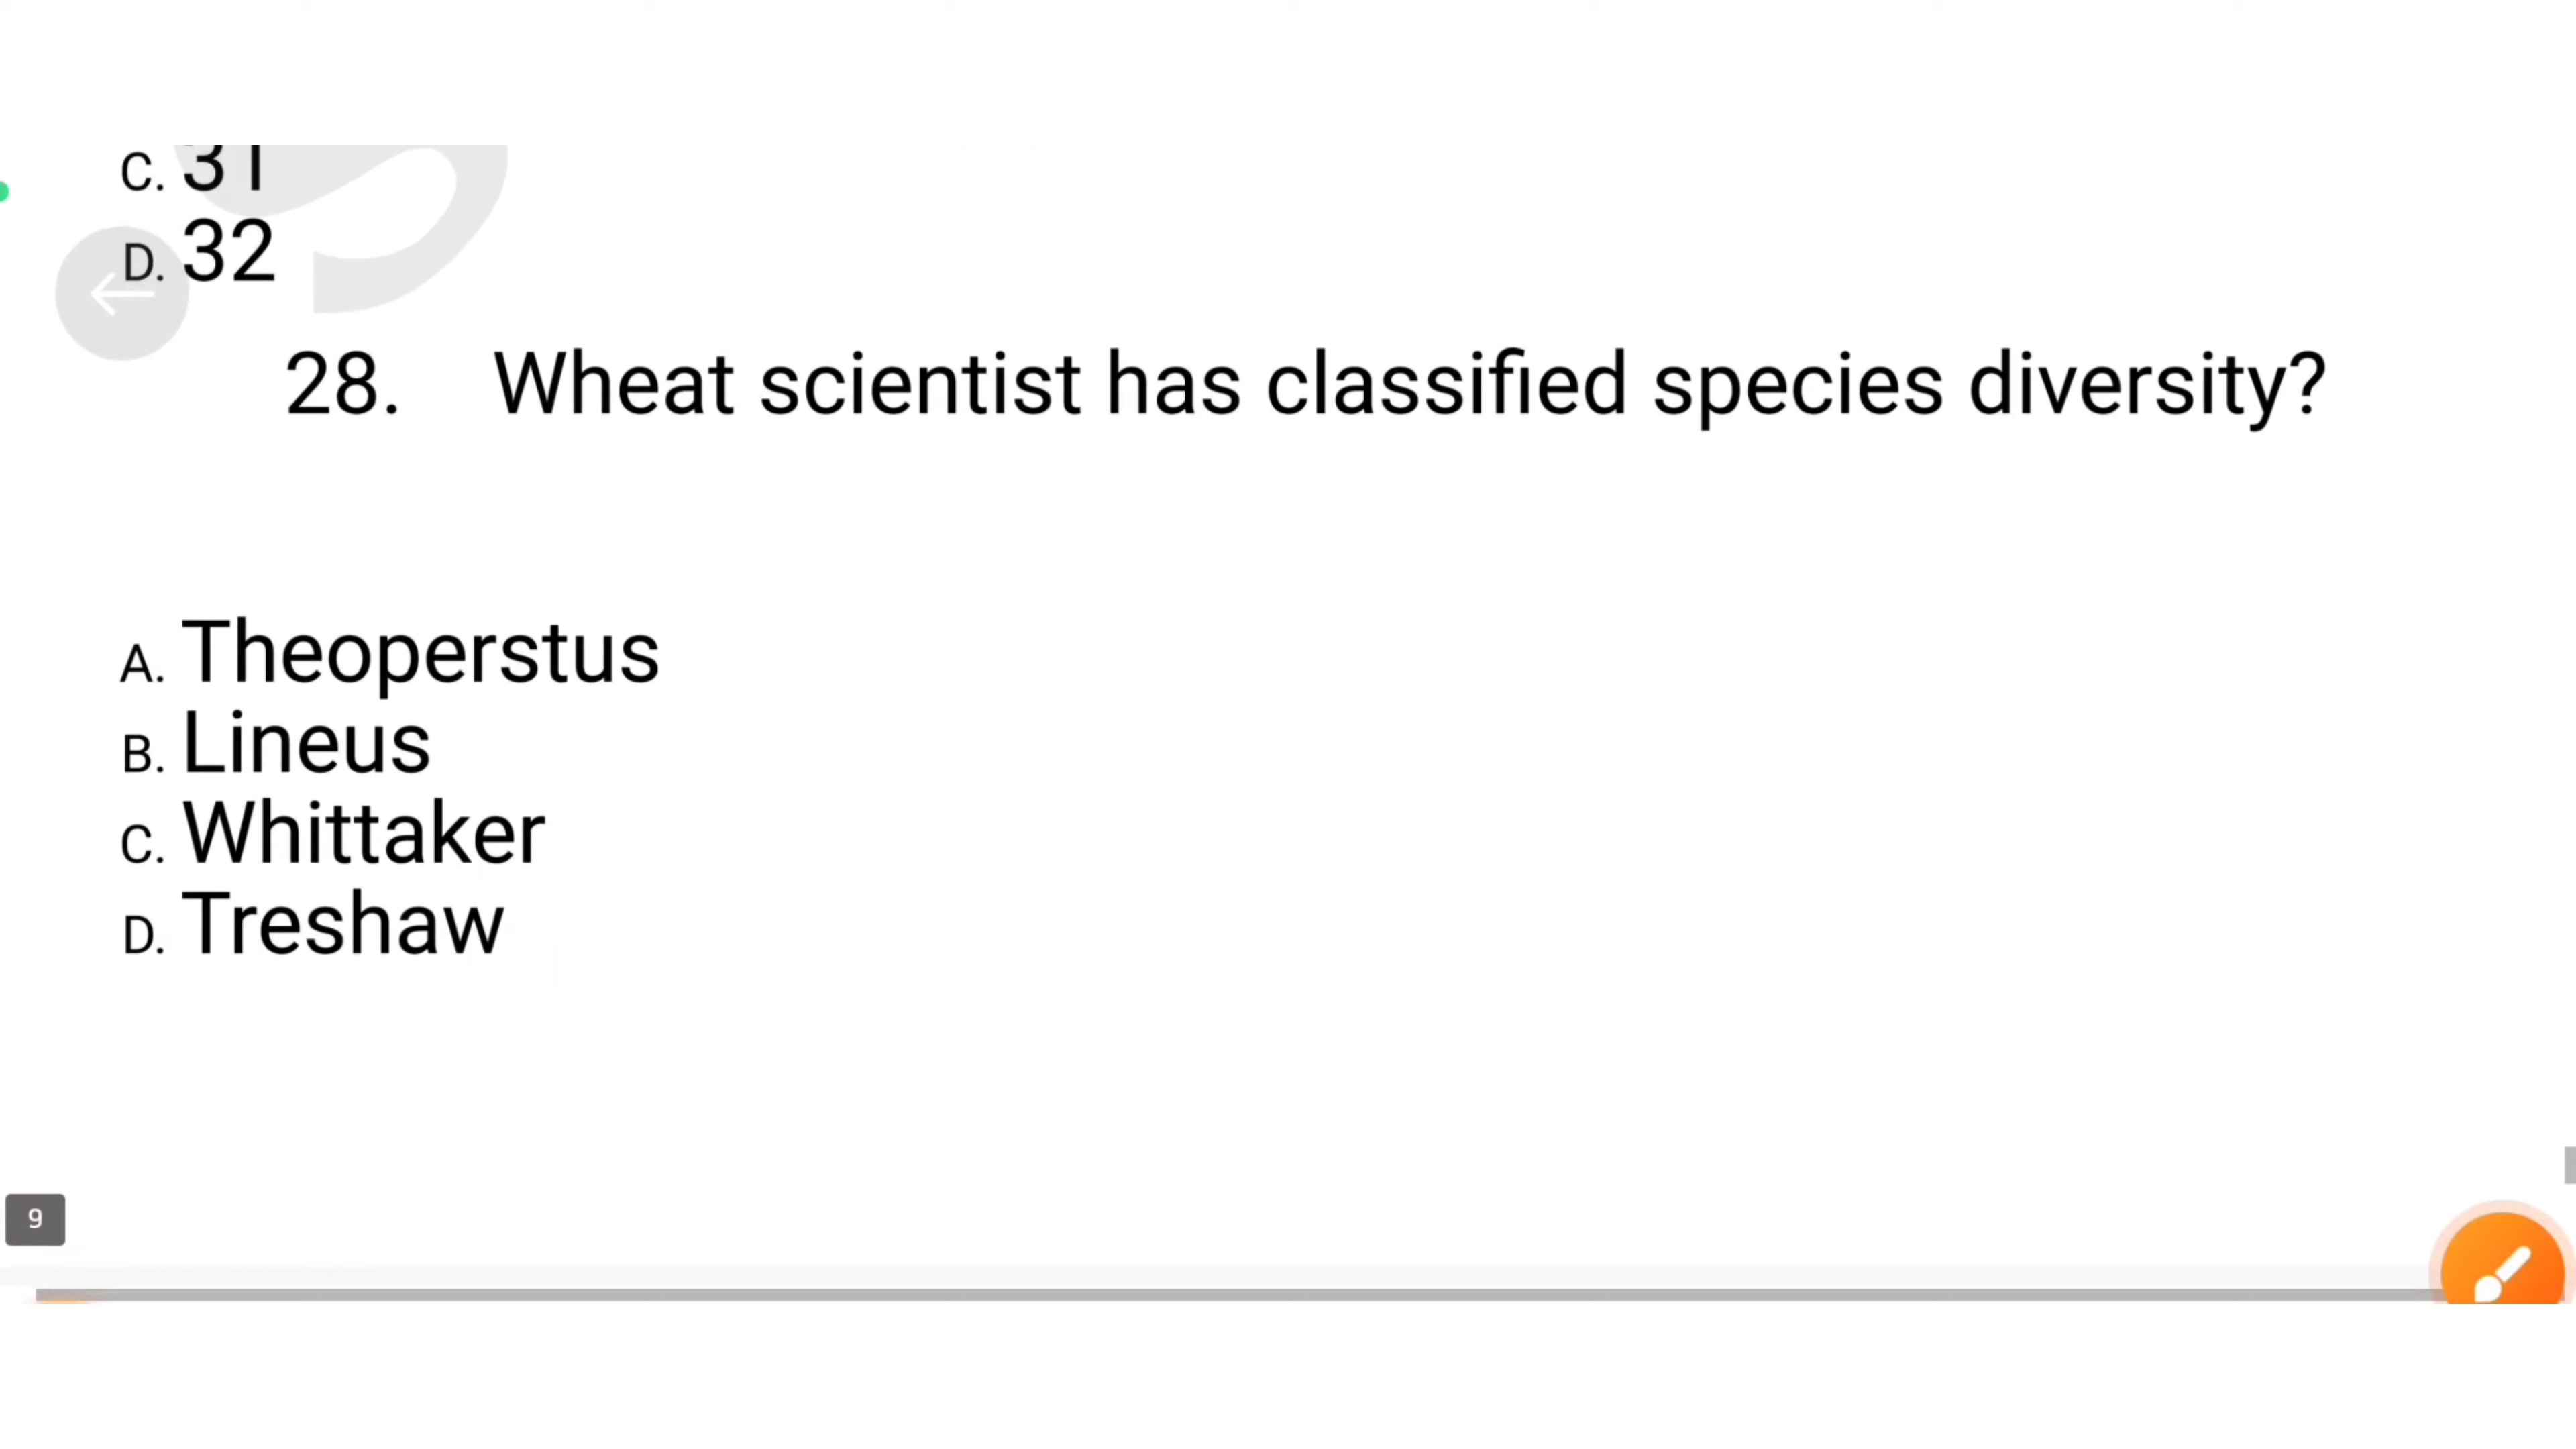 C. 31
D. 32
28. Wheat scientist has classified species diversity?
A. Theoperstus
B. Lineus
C. Whittaker
D. Treshaw
9